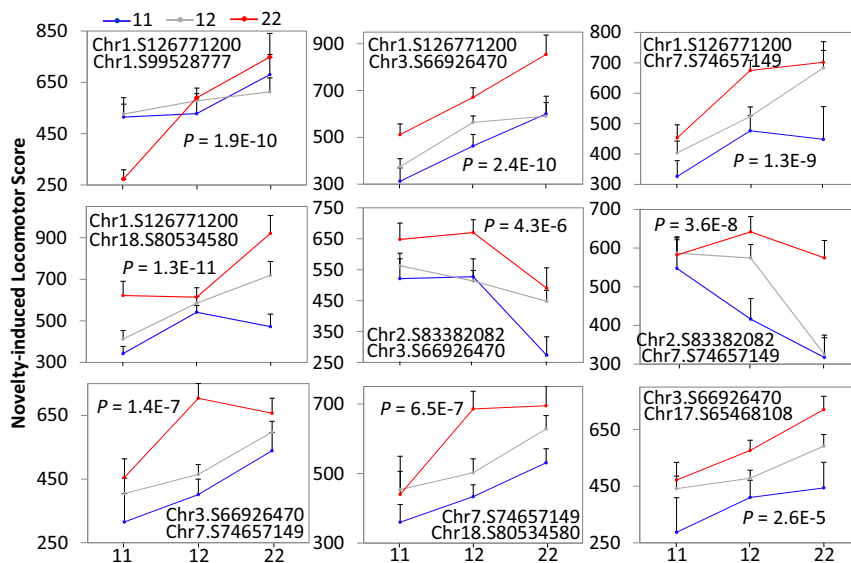 11 12 22
Novelty-induced Locomotor Score
850
650
450
250
Chr1.S126771200
Chr1.S99528777
P = 1.9E-10
900
700
500
300
Chr1.S126771200
Chr3.S66926470
P = 2.4E-10
800
700
600
500
400
300
Chr1.S126771200
Chr7.S74657149
P = 1.3E-9
900
700
500
300
Chr1.S126771200
Chr18.S80534580
P = 1.3E-11
750
650
550
450
350
250
P = 4.3E-6
Chr2.S83382082
Chr3.S66926470
700
600
500
400
300
P = 3.6E-8
Chr2.S83382082
Chr7.S74657149
650
450
250
P = 1.4E-7
Chr3.S66926470
Chr7.S74657149
11 12 22
700
500
300
P = 6.5E-7
Chr7.S74657149
Chr18.S80534580
11 12 22
650
450
250
Chr3.S66926470
Chr17.S65468108
P = 2.6E-5
11 12 22